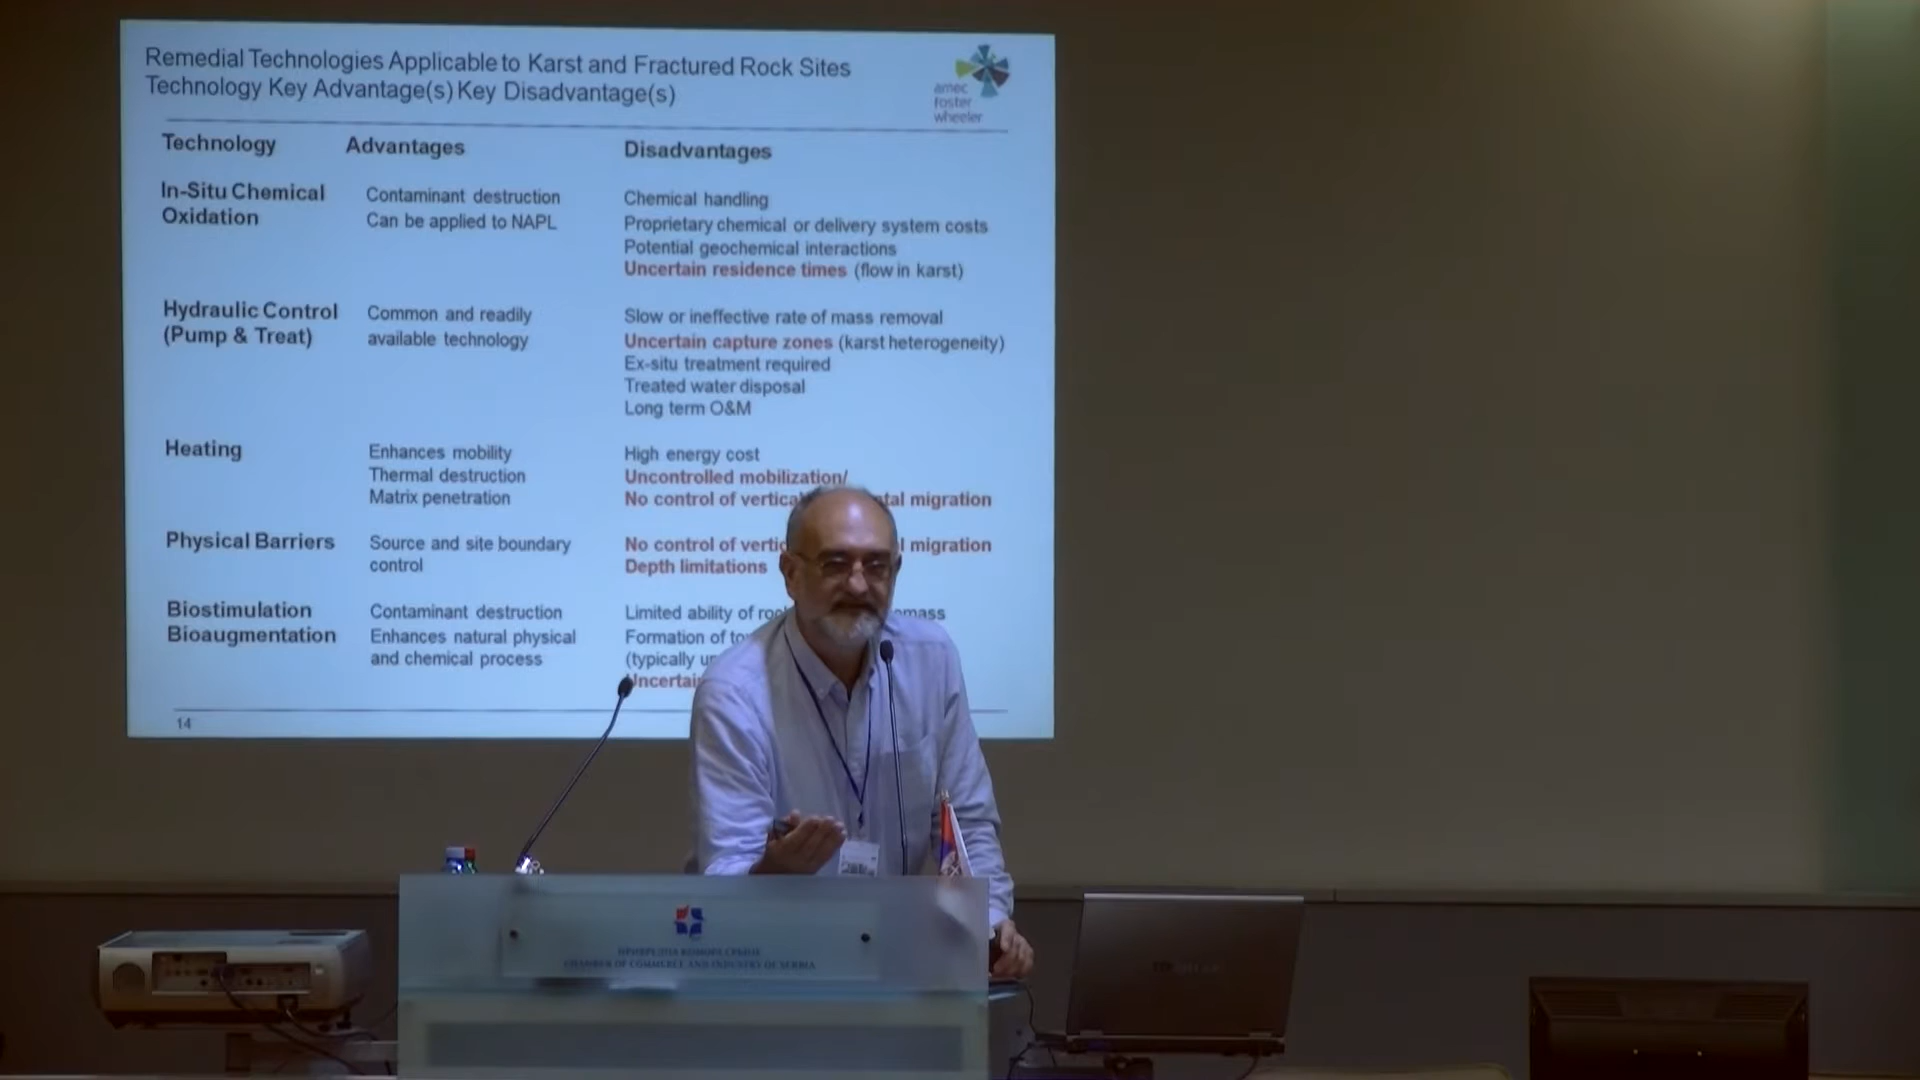 Remedial Technologies Applicable to Karst and Fractured Rock Sites
Technology Key Advantage(s) Key Disadvantage(s)
amec
foster
wheeler
Technology Advantages Disadvantages
In-Situ Chemical Oxidation
Contaminant destruction
Can be applied to NAPL
Chemical handling
Proprietary chemical or delivery system costs
Potential geochemical interactions
Uncertain residence times (flow in karst)
Hydraulic Control
(Pump & Treat)
Common and readily
available technology
Slow or ineffective rate of mass removal
Uncertain capture zones (karst heterogeneity)
Ex-situ treatment required
Treated water disposal
Long term O&M
Heating
Enhances mobility
Thermal destruction
Matrix penetration
High energy cost
Uncontrolled mobilization/
No control of migration
Physical Barriers
Source and site boundary
control
No control of migration
Depth limitations
Biostimulation
Bioaugmentation
Contaminant destruction
Enhances natural physical
and chemical process
Limited ability of
Formation of
(typically
14
ПРИВРЕДНА КОМОРА СРБИЈЕ
CHAMBER OF COMMERCE AND INDUSTRY OF SERBIA